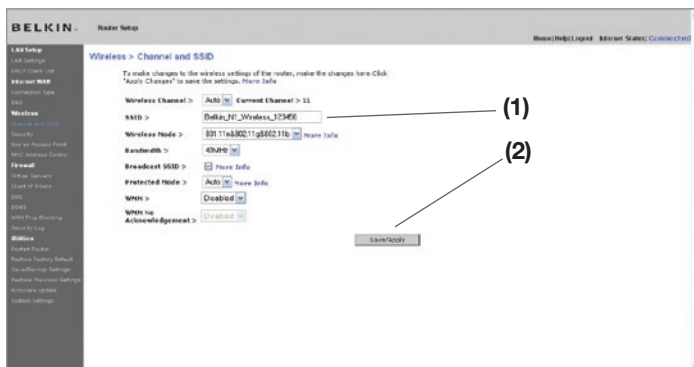 BELKIN.
Router Setup
Home|Help|Logout Internet Status: Connected
LAN Setup
LAN Settings
DHCP Client List
Internet WAN
Connection Type
DNS
Wireless
Channel and SSID
Security
Use as Access Point
MAC Address Control
Firewall
Virtual Servers
Client IP Filters
DMZ
DDNS
WAN Ping Blocking
Security Log
Utilities
Restart Router
Restore Factory Default
Save/Backup Settings
Restore Previous Settings
Firmware Update
System Settings
Wireless > Channel and SSID
To make changes to the wireless settings of the router, make the changes here.Click
"Apply Changes" to save the settings. More Info
Wireless Channel > Auto Current Channel > 11
SSID > Belkin_N1_Wireless_123456
(1)
Wireless Mode > 802.11g&802.11b More Info
(2)
Bandwidth >
Broadcast SSID > More Info
Protected Mode > Auto More Info
WMM > Disabled
WMM No
Acknowledgement > Disabled
Save/Apply